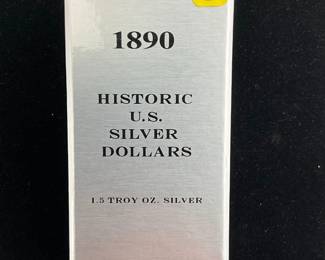 1890
HISTORIC
U.S.
SILVER
DOLLARS
1.5 TROY OZ. SILVER